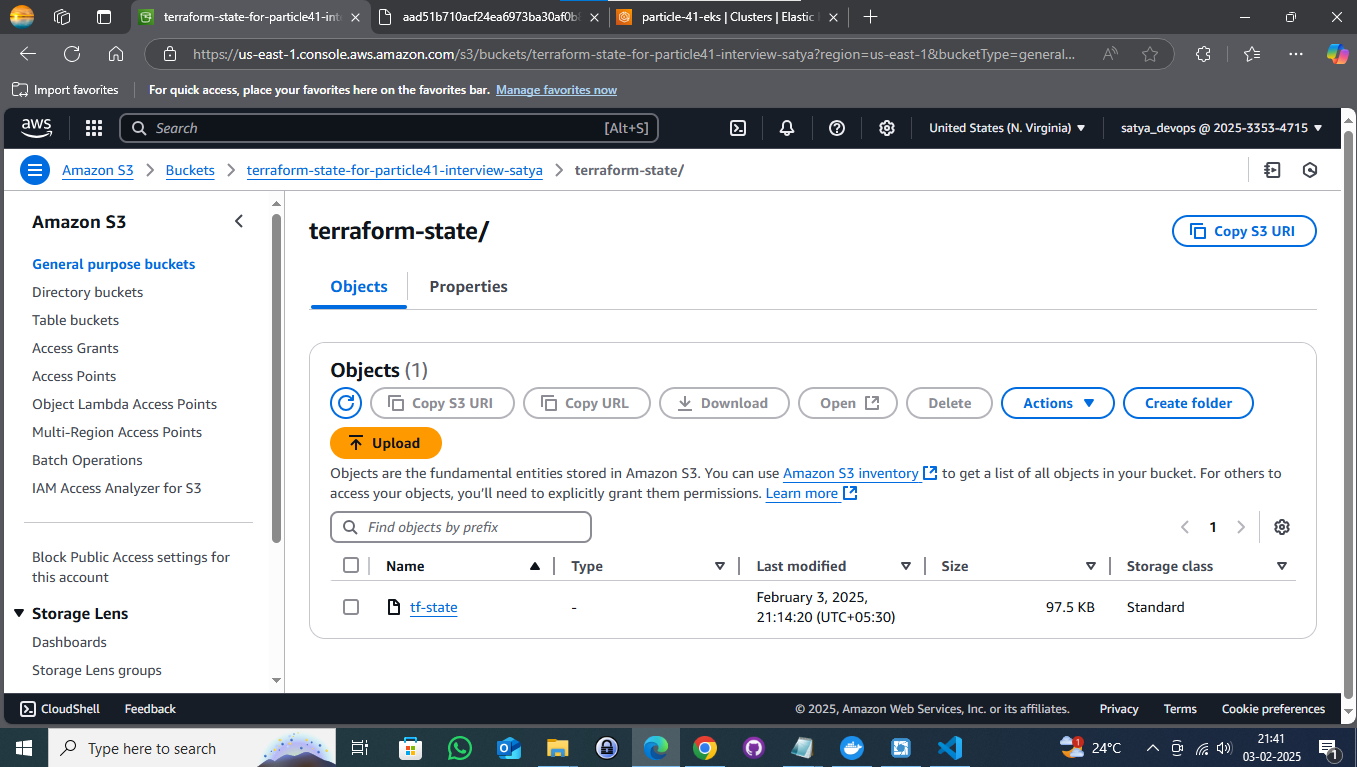 terraform-state-for-particle41-int
aad51b710acf24ea6973ba30af0b8
particle-41-eks | Clusters | Elastic
https://us-east-1.console.aws.amazon.com/s3/buckets/terraform-state-for-particle41-interview-satya?region=us-east-1&bucketType=general...
Import favorites
For quick access, place your favorites here on the favorites bar. Manage favorites now
aws
Search
[Alt+S]
United States (N. Virginia)
satya_devops @ 2025-3353-4715
Amazon S3
Buckets
terraform-state-for-particle41-interview-satya
terraform-state/
Amazon S3
General purpose buckets
Directory buckets
Table buckets
Access Grants
Access Points
Object Lambda Access Points
Multi-Region Access Points
Batch Operations
IAM Access Analyzer for S3
Block Public Access settings for
this account
Storage Lens
Dashboards
Storage Lens groups
terraform-state/
Copy S3 URI
Objects
Properties
Objects (1)
Copy S3 URI
Copy URL
Download
Open
Delete
Actions
Create folder
Upload
Objects are the fundamental entities stored in Amazon S3. You can use Amazon S3 inventory to get a list of all objects in your bucket. For others to
access your objects, you'll need to explicitly grant them permissions. Learn more
Find objects by prefix
1
Name
Type
Last modified
Size
Storage class
tf-state
-
February 3, 2025,
21:14:20 (UTC+05:30)
97.5 KB
Standard
CloudShell
Feedback
© 2025, Amazon Web Services, Inc. or its affiliates.
Privacy
Terms
Cookie preferences
Type here to search
1
24°C
21:41
03-02-2025
1